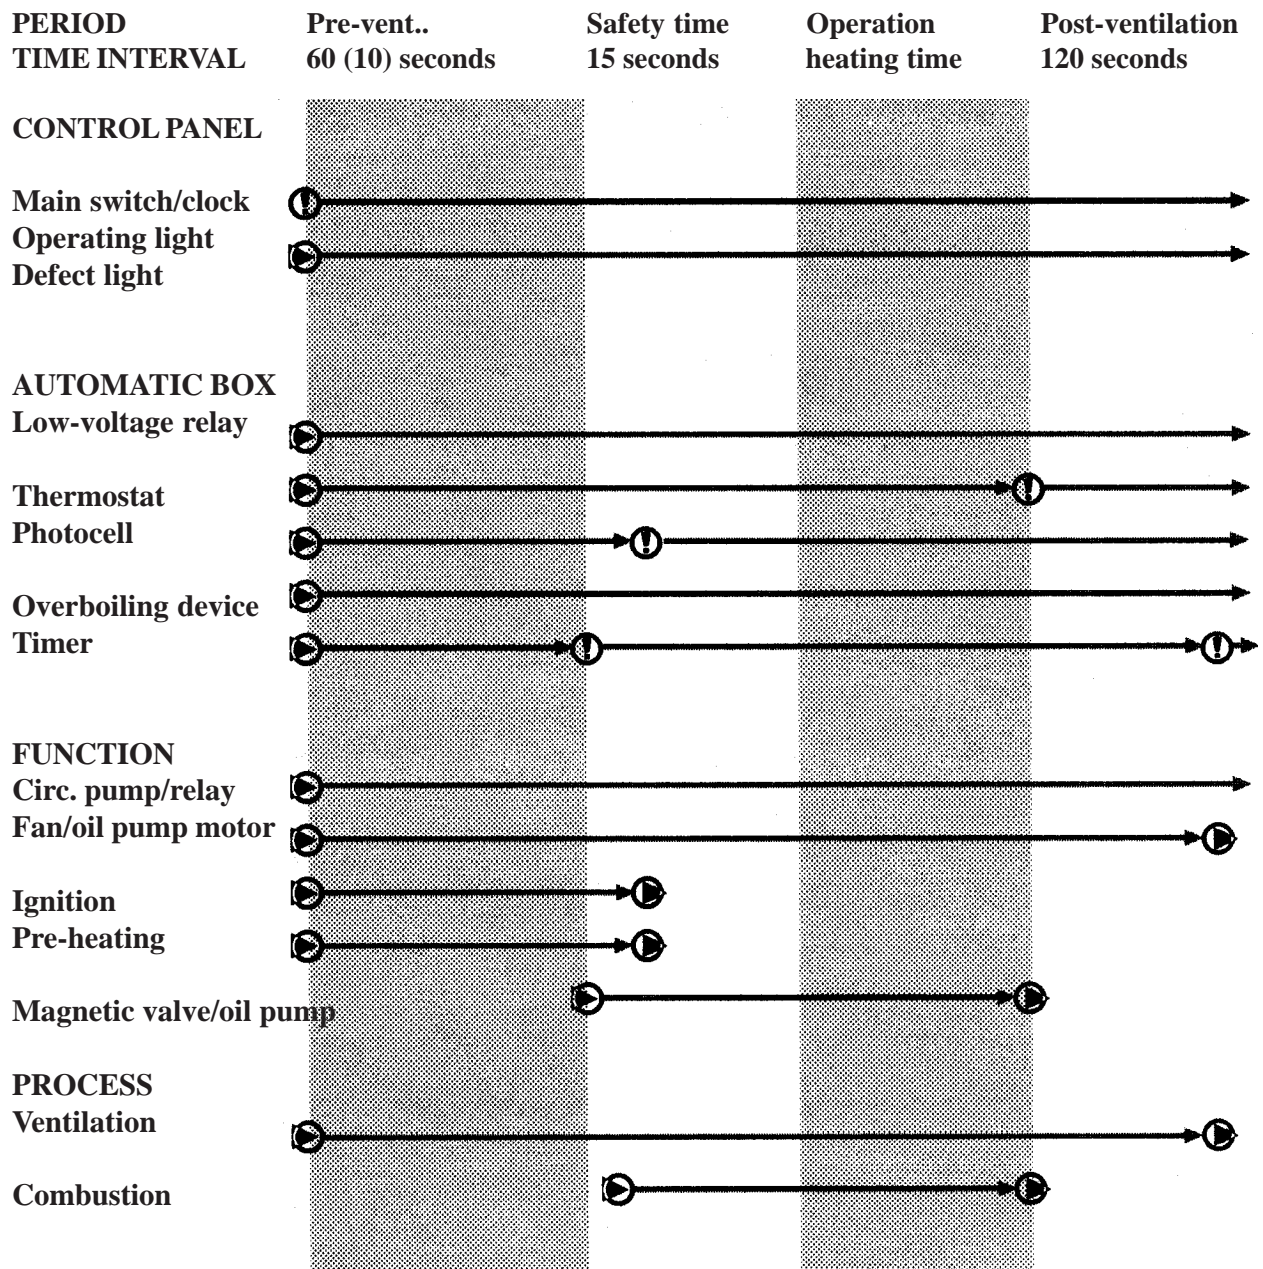 PERIOD Pre-vent.. Safety time Operation Post-ventilation
TIME INTERVAL 60 (10) seconds 15 seconds heating time 120 seconds
CONTROL PANEL
Main switch/clock
Operating light
Defect light
AUTOMATIC BOX
Low-voltage relay
Thermostat
Photocell
Overboiling device
Timer
FUNCTION
Circ. pump/relay
Fan/oil pump motor
Ignition
Pre-heating
Magnetic valve/oil pump
PROCESS
Ventilation
Combustion